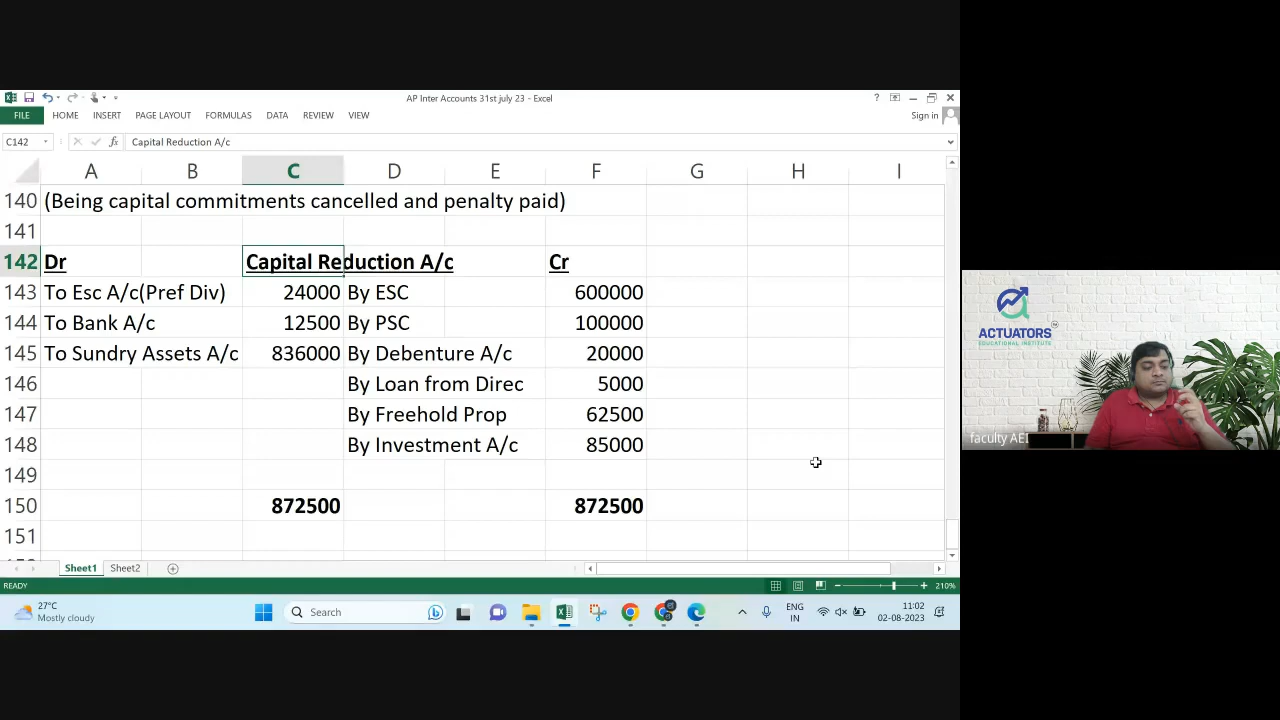 AP Inter Accounts 31st july 23 - Excel
FILE HOME INSERT PAGE LAYOUT FORMULAS DATA REVIEW VIEW Sign in
C142 fx Capital Reduction A/c
A B C D E F G H I
140 (Being capital commitments cancelled and penalty paid)
141
142 Dr Capital Reduction A/c Cr
143 To Esc A/c(Pref Div) 24000 By ESC 600000
144 To Bank A/c 12500 By PSC 100000
145 To Sundry Assets A/c 836000 By Debenture A/c 20000
146 By Loan from Direc 5000
147 By Freehold Prop 62500
148 By Investment A/c 85000
149
150 872500 872500
151
Sheet1 Sheet2
READY 210%
27°C
Mostly cloudy
Search
ENG
IN
11:02
02-08-2023
ACTUATORS
EDUCATIONAL INSTITUTE
faculty AEI